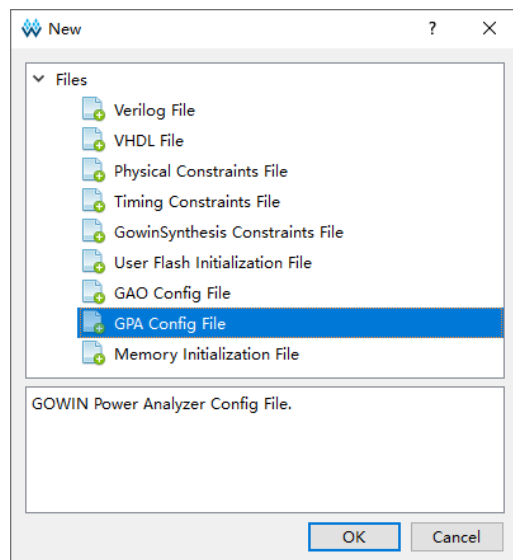 New
?
Files
Verilog File
VHDL File
Physical Constraints File
Timing Constraints File
GowinSynthesis Constraints File
User Flash Initialization File
GAO Config File
GPA Config File
Memory Initialization File
GOWIN Power Analyzer Config File.
OK Cancel